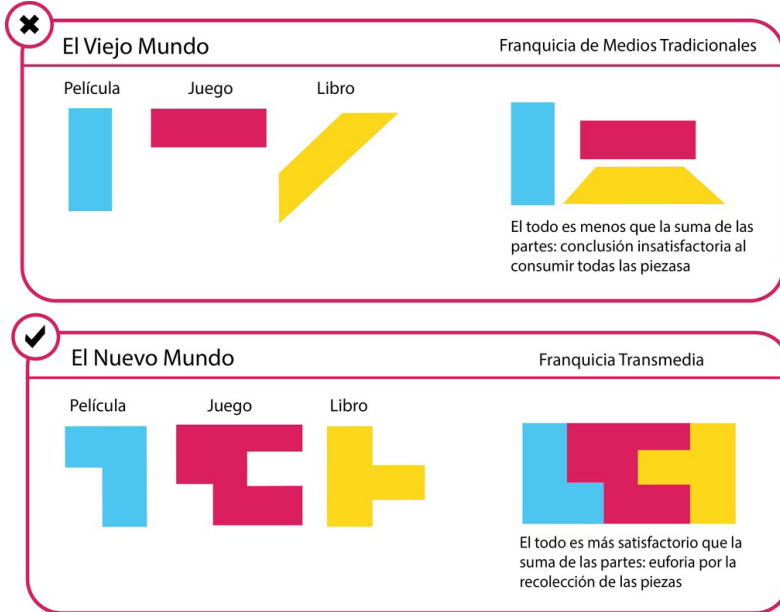 El Viejo Mundo
Franquicia de Medios Tradicionales
Película
Juego
Libro
El todo es menos que la suma de las
partes: conclusión insatisfactoria al
consumir todas las piezasa
El Nuevo Mundo
Franquicia Transmedia
Película
Juego
Libro
El todo es más satisfactorio que la
suma de las partes: euforia por la
recolección de las piezas